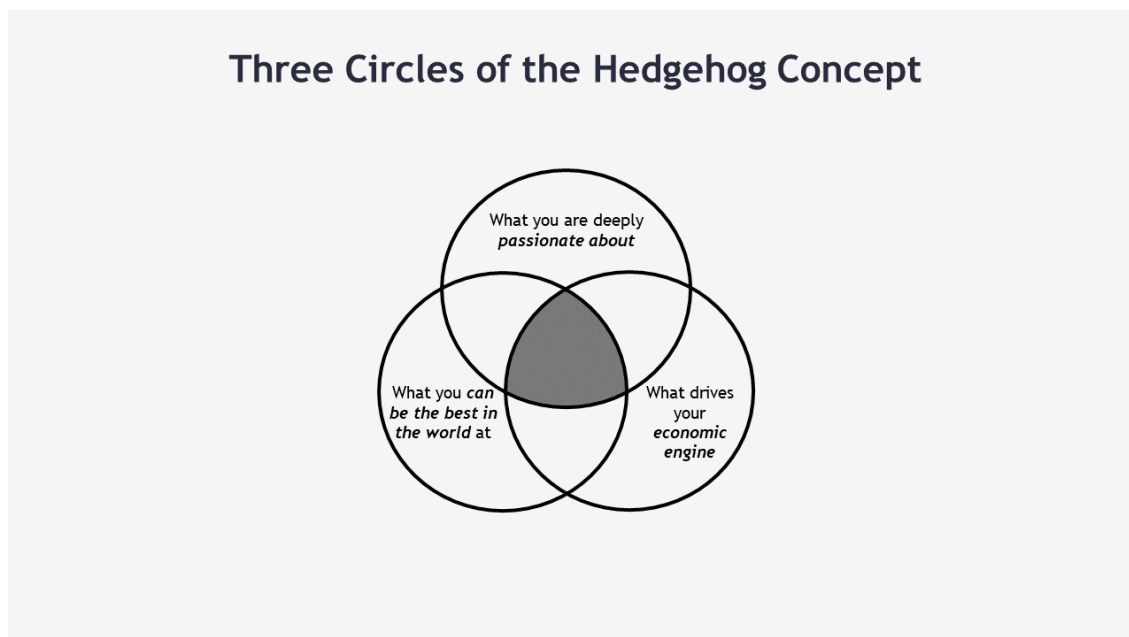 Three Circles of the Hedgehog Concept
What you are deeply
passionate about
What you can
be the best in
the world at
What drives
your
economic
engine